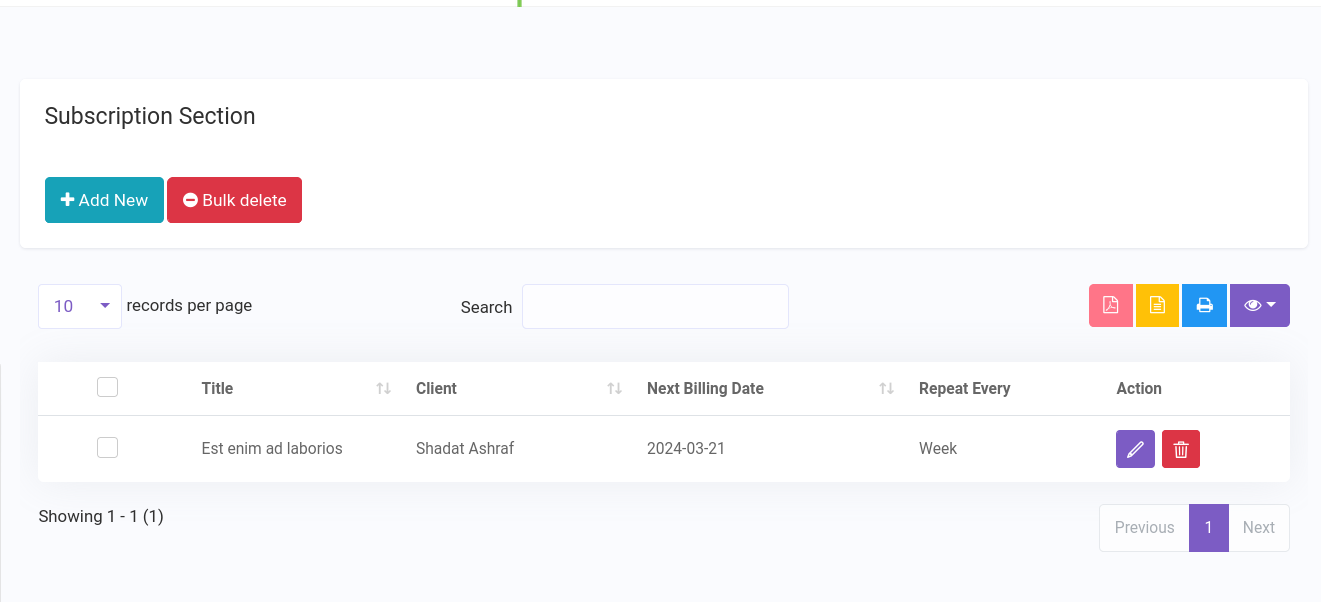 Subscription Section
Add New Bulk delete
10 records per page Search
Title Client Next Billing Date Repeat Every Action
Est enim ad laborios Shadat Ashraf 2024-03-21 Week
Showing 1 - 1 (1)
Previous 1 Next